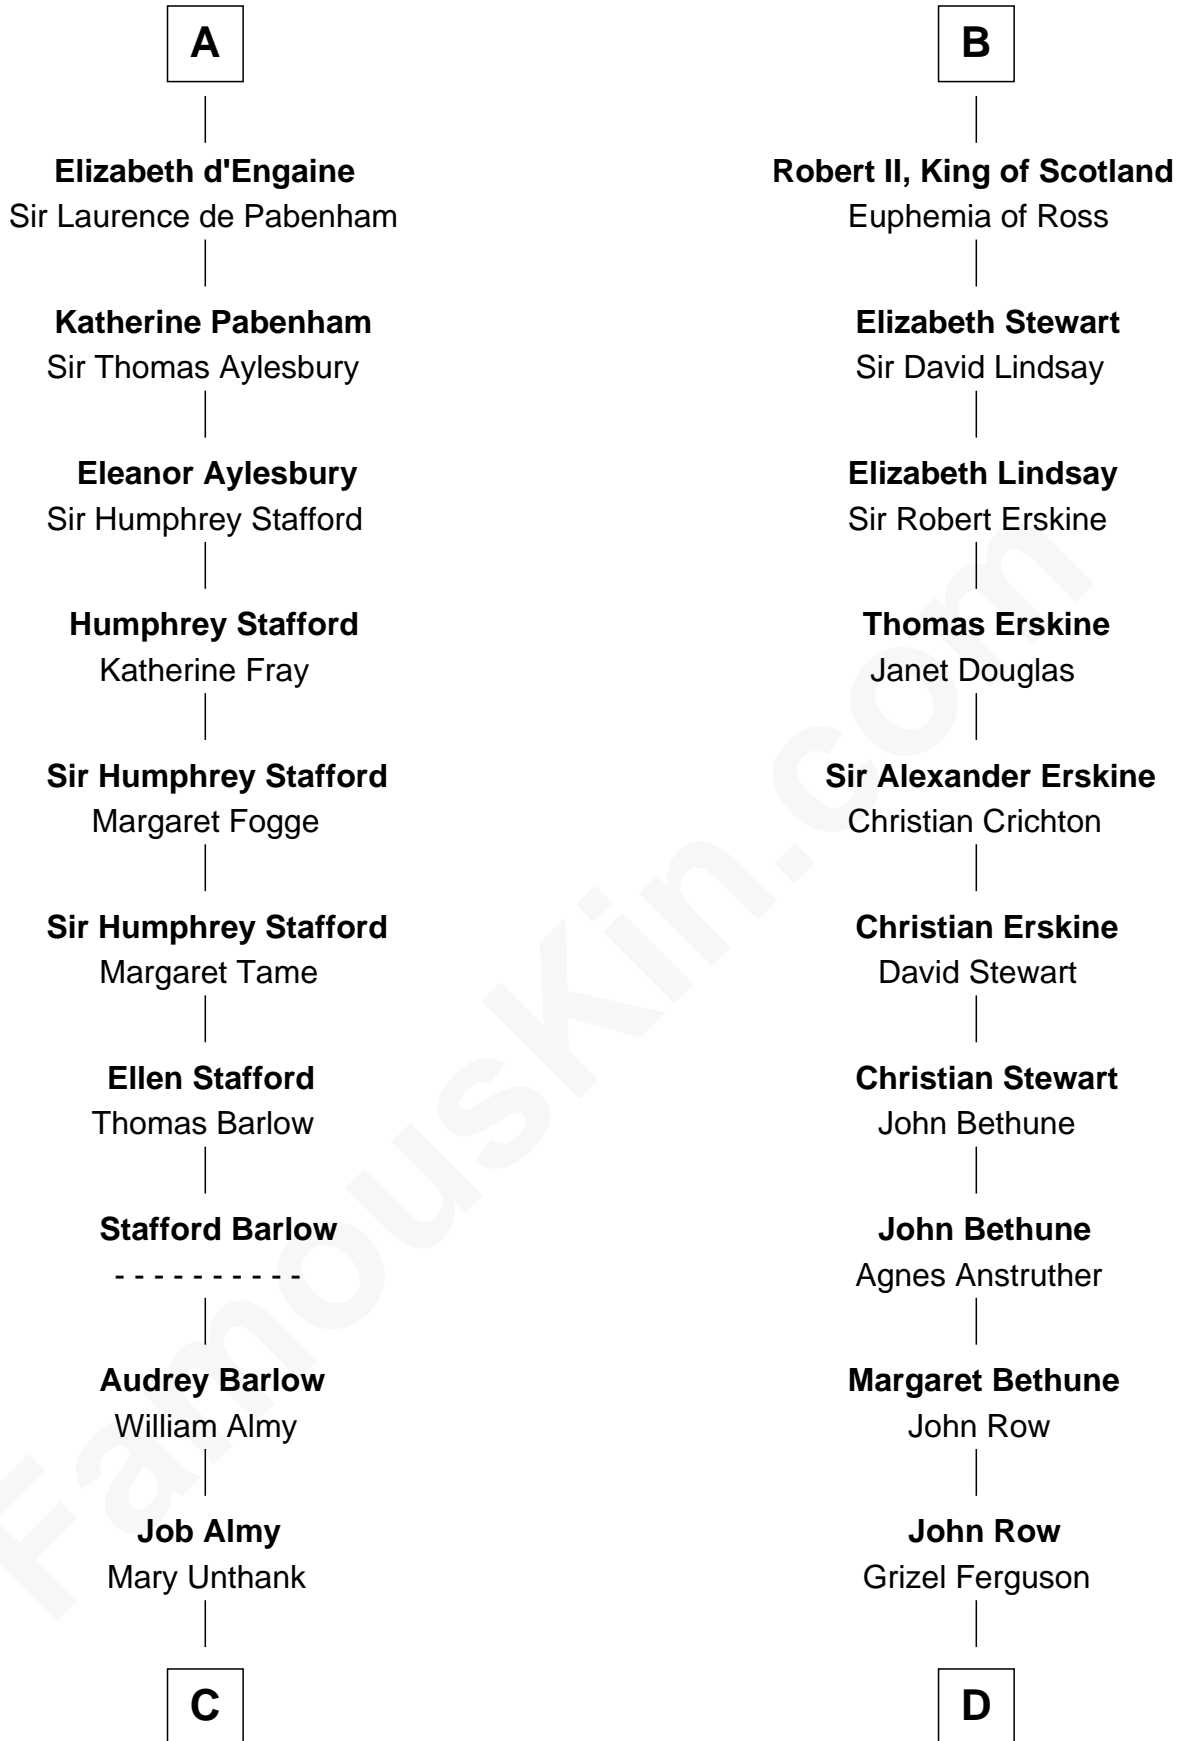 A
Elizabeth d'Engaine
Sir Laurence de Pabenham
Katherine Pabenham
Sir Thomas Aylesbury
Eleanor Aylesbury
Sir Humphrey Stafford
Humphrey Stafford
Katherine Fray
Sir Humphrey Stafford
Margaret Fogge
Sir Humphrey Stafford
Margaret Tame
Ellen Stafford
Thomas Barlow
Stafford Barlow
- - - - - - - - - -
Audrey Barlow
William Almy
Job Almy
Mary Unthank
C
B
Robert II, King of Scotland
Euphemia of Ross
Elizabeth Stewart
Sir David Lindsay
Elizabeth Lindsay
Sir Robert Erskine
Thomas Erskine
Janet Douglas
Sir Alexander Erskine
Christian Crichton
Christian Erskine
David Stewart
Christian Stewart
John Bethune
John Bethune
Agnes Anstruther
Margaret Bethune
John Row
John Row
Grizel Ferguson
D
FamousKin.com